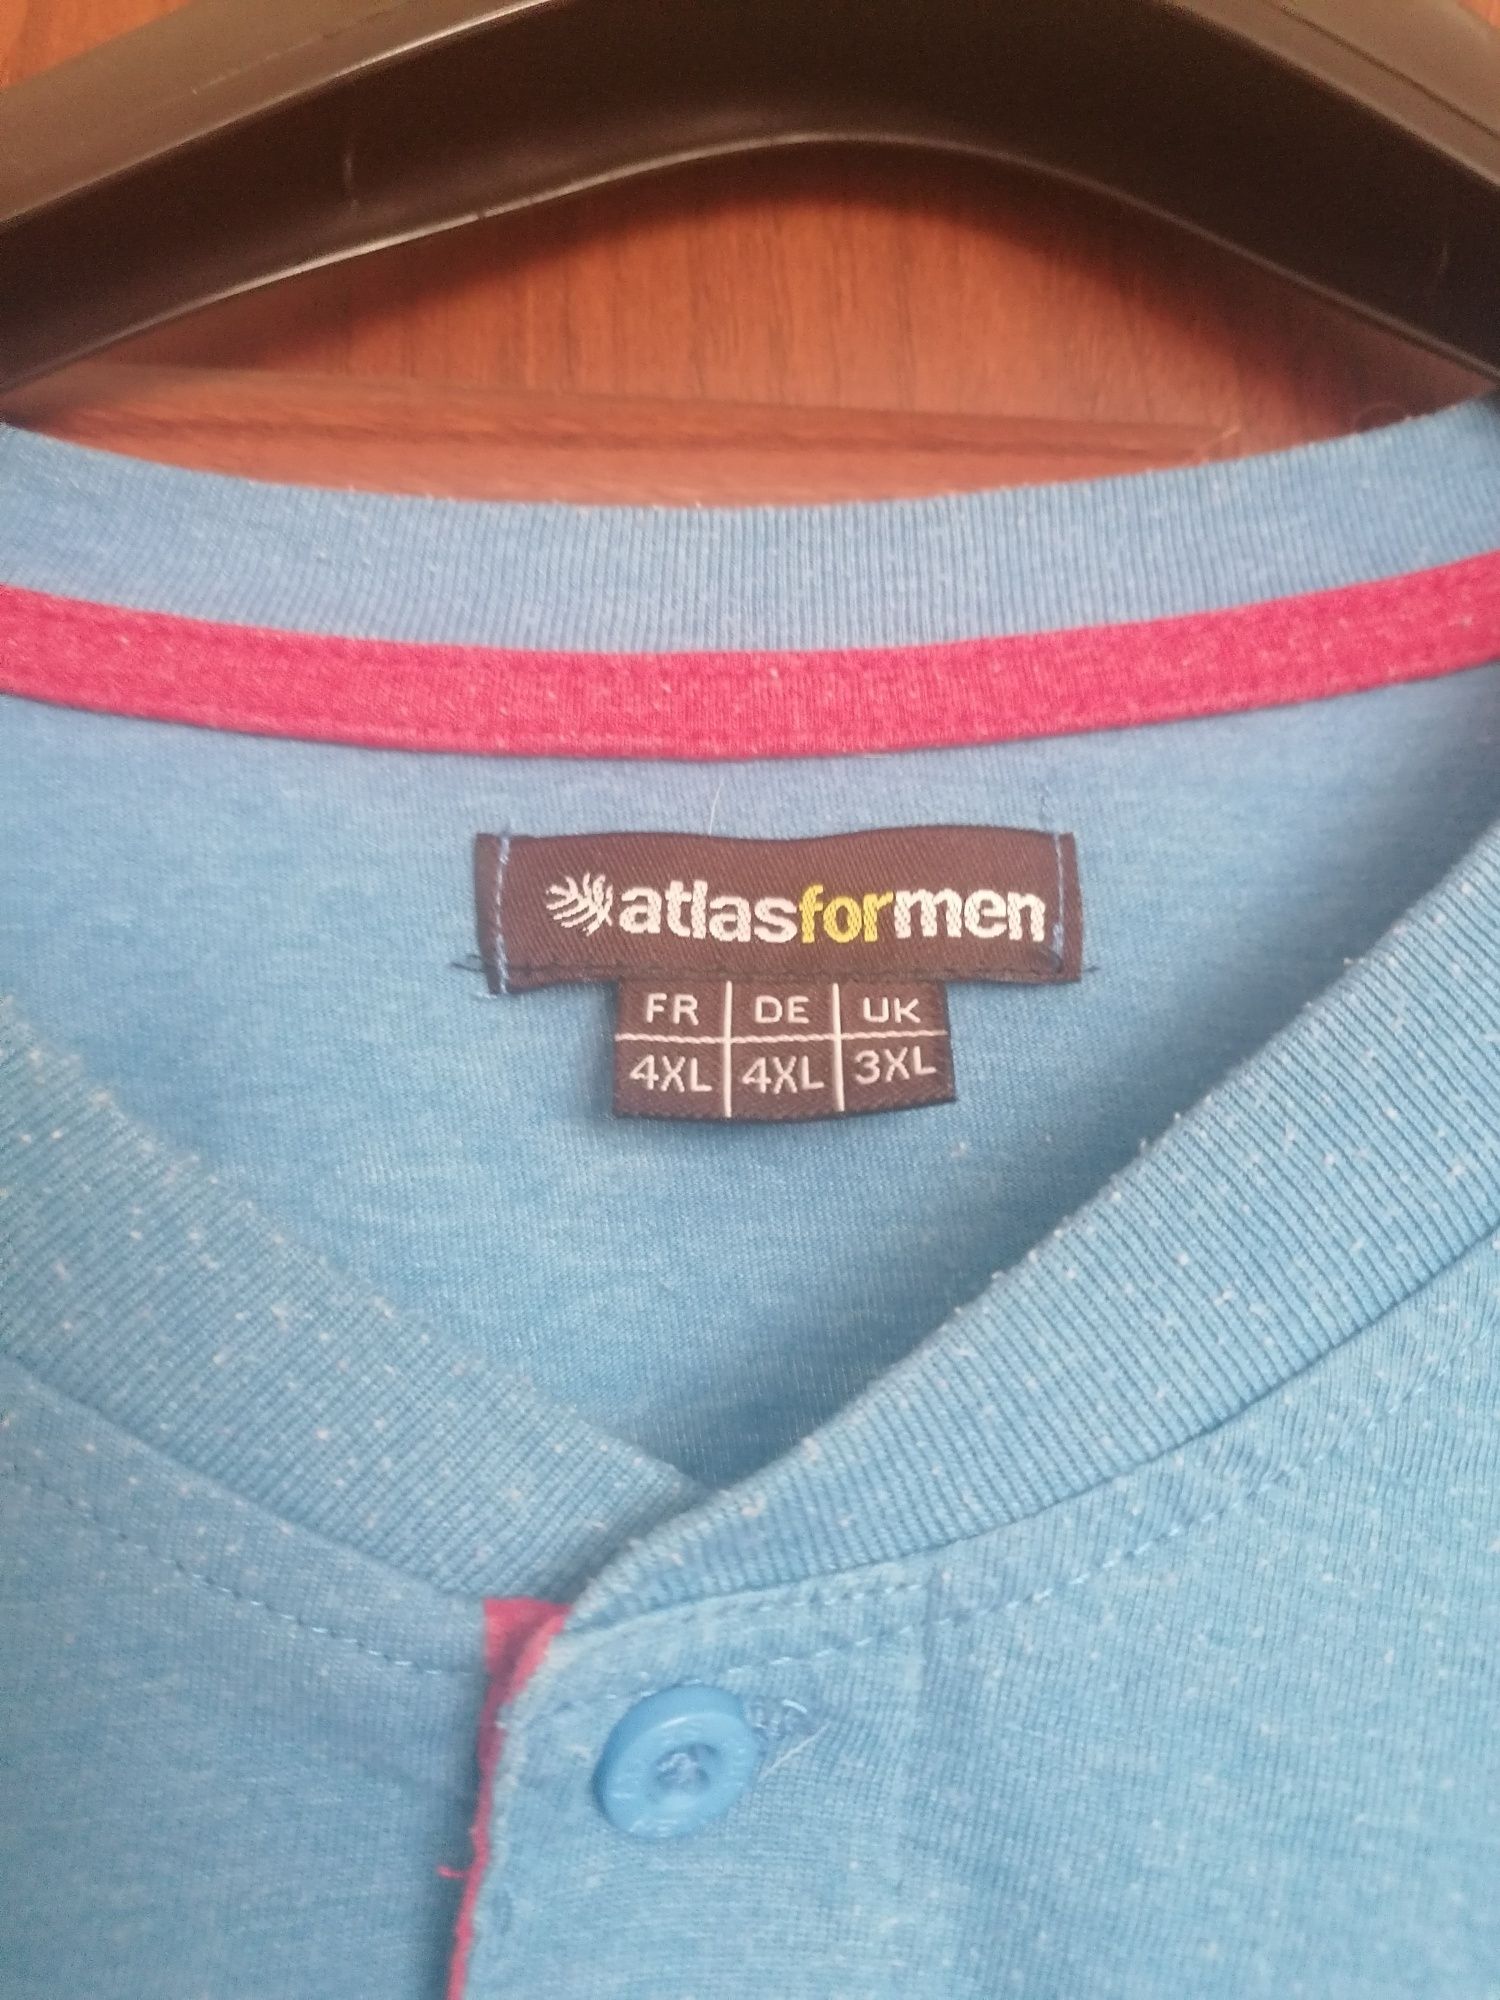 atlasformen
FR DE UK
4XL 4XL 3XL